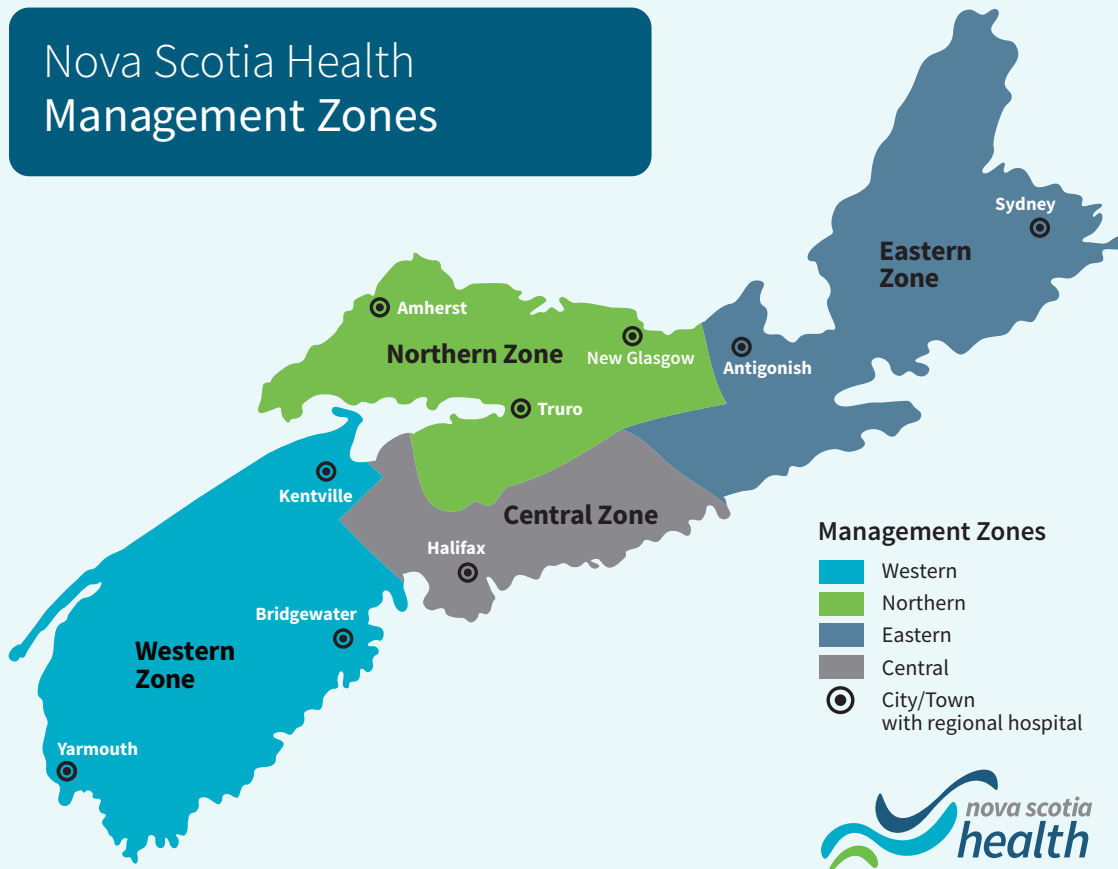 Nova Scotia Health
Management Zones
Sydney
Eastern
Zone
Amherst
Northern Zone
New Glasgow
Antigonish
Truro
Kentville
Central Zone
Halifax
Bridgewater
Western
Zone
Yarmouth
Management Zones
Western
Northern
Eastern
Central
City/Town
with regional hospital
nova scotia
health